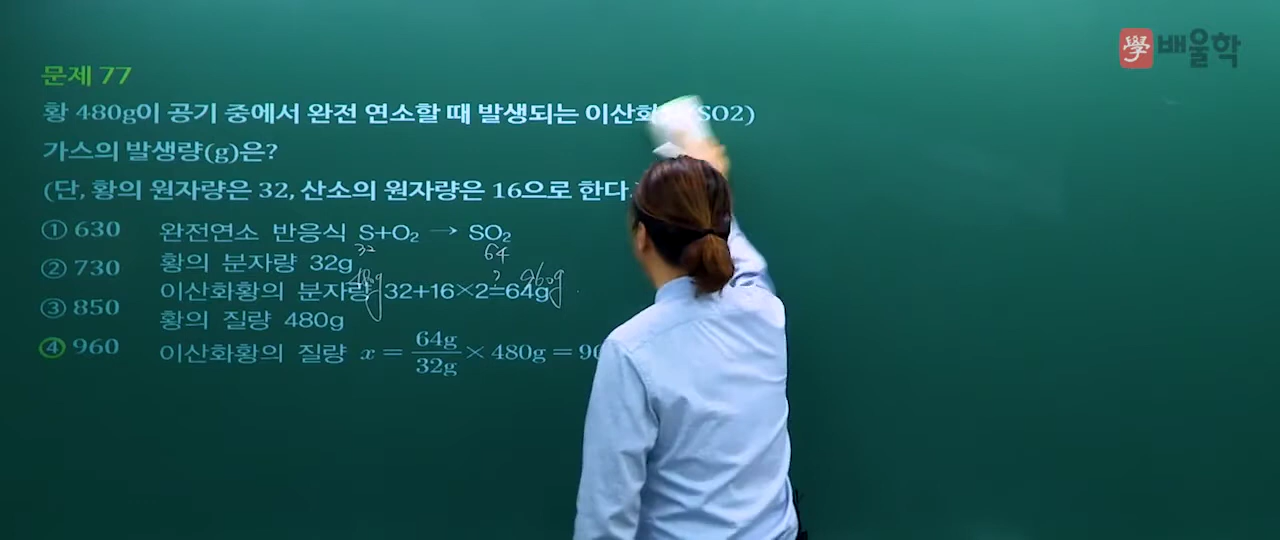 學 배울학
문제 77
황 480g이 공기 중에서 완전 연소할 때 발생되는 이산화 SO2)
가스의 발생량(g)은?
(단, 황의 원자량은 32, 산소의 원자량은 16으로 한다.
① 630
② 730
③ 850
④ 960
완전연소 반응식 S+O₂ → SO₂
32 64
황의 분자량 32g
480g ? 960g
이산화황의 분자량 32+16×2=64g
황의 질량 480g
이산화황의 질량 x = 64g/32g × 480g = 96